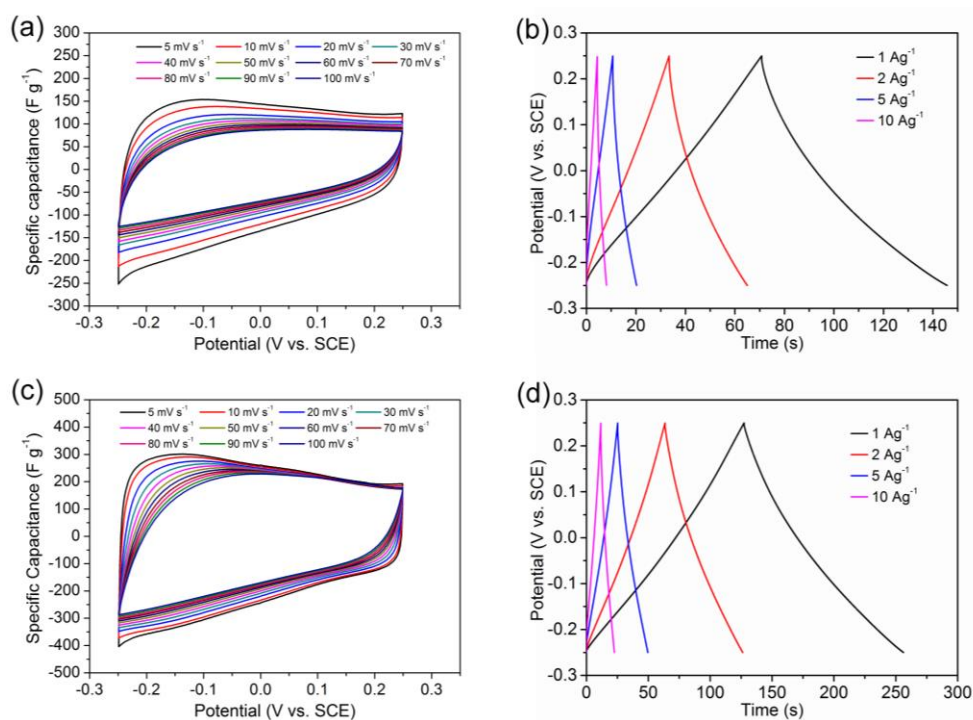 (a)
300
250
200
150
100
50
0
-50
-100
-150
-200
-250
-300
Specific capacitance (F g⁻¹)
5 mV s⁻¹ 10 mV s⁻¹ 20 mV s⁻¹ 30 mV s⁻¹
40 mV s⁻¹ 50 mV s⁻¹ 60 mV s⁻¹ 70 mV s⁻¹
80 mV s⁻¹ 90 mV s⁻¹ 100 mV s⁻¹
-0.3 -0.2 -0.1 0.0 0.1 0.2 0.3
Potential (V vs. SCE)
(b)
0.3
0.2
0.1
0.0
-0.1
-0.2
-0.3
Potential (V vs. SCE)
1 Ag⁻¹
2 Ag⁻¹
5 Ag⁻¹
10 Ag⁻¹
0 20 40 60 80 100 120 140
Time (s)
(c)
500
400
300
200
100
0
-100
-200
-300
-400
-500
Specific Capacitance (F g⁻¹)
5 mV s⁻¹ 10 mV s⁻¹ 20 mV s⁻¹ 30 mV s⁻¹
40 mV s⁻¹ 50 mV s⁻¹ 60 mV s⁻¹ 70 mV s⁻¹
80 mV s⁻¹ 90 mV s⁻¹ 100 mV s⁻¹
-0.3 -0.2 -0.1 0.0 0.1 0.2 0.3
Potential (V vs. SCE)
(d)
0.3
0.2
0.1
0.0
-0.1
-0.2
-0.3
Potential (V vs. SCE)
1 Ag⁻¹
2 Ag⁻¹
5 Ag⁻¹
10 Ag⁻¹
0 50 100 150 200 250 300
Time (s)